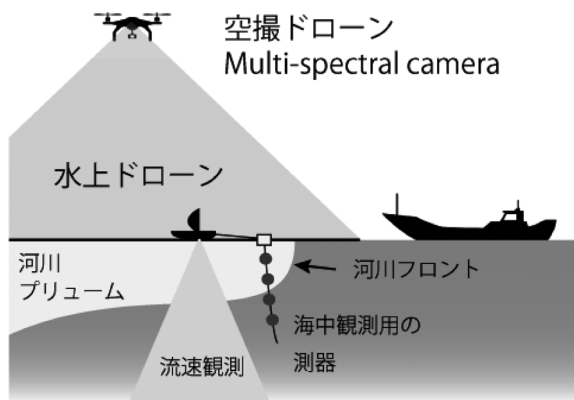 空撮ドローン
Multi-spectral camera
水上ドローン
河川
プリューム
河川フロント
海中観測用の
測器
流速観測